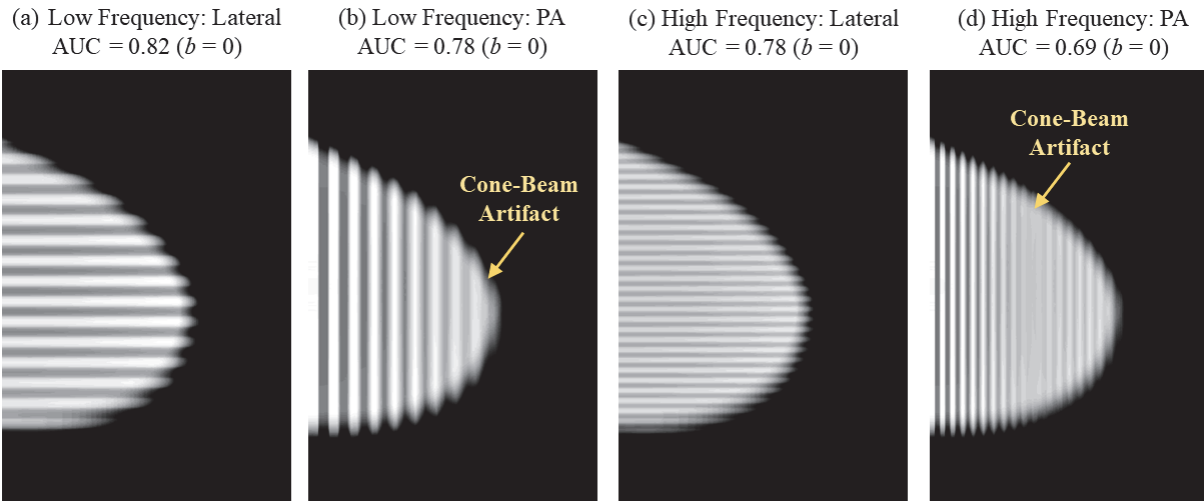 (a) Low Frequency: Lateral
AUC = 0.82 (b = 0)
(b) Low Frequency: PA
AUC = 0.78 (b = 0)
(c) High Frequency: Lateral
AUC = 0.78 (b = 0)
(d) High Frequency: PA
AUC = 0.69 (b = 0)
Cone-Beam
Artifact
Cone-Beam
Artifact